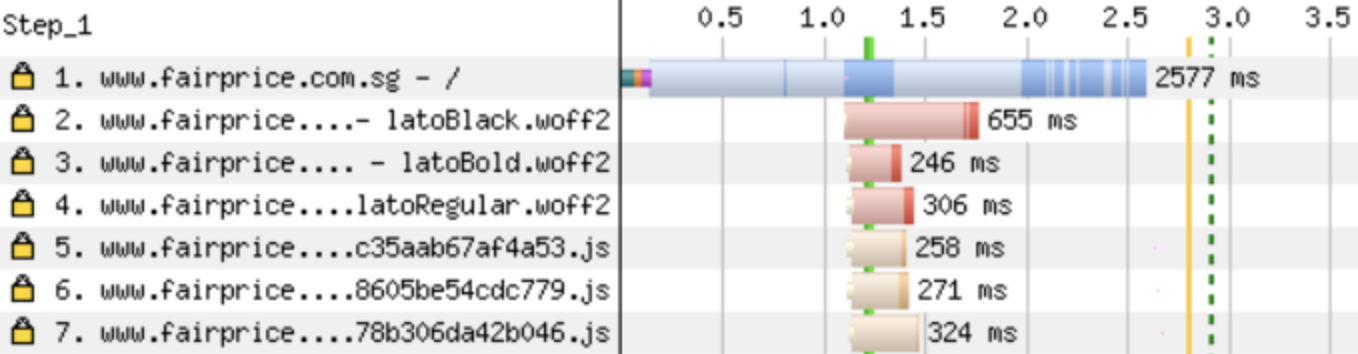 Step_1 0.5 1.0 1.5 2.0 2.5 3.0 3.5
1. www.fairprice.com.sg - / 2577 ms
2. www.fairprice....- latoBlack.woff2 655 ms
3. www.fairprice.... - latoBold.woff2 246 ms
4. www.fairprice....latoRegular.woff2 306 ms
5. www.fairprice....c35aab67af4a53.js 258 ms
6. www.fairprice....8605be54cdc779.js 271 ms
7. www.fairprice....78b306da42b046.js 324 ms